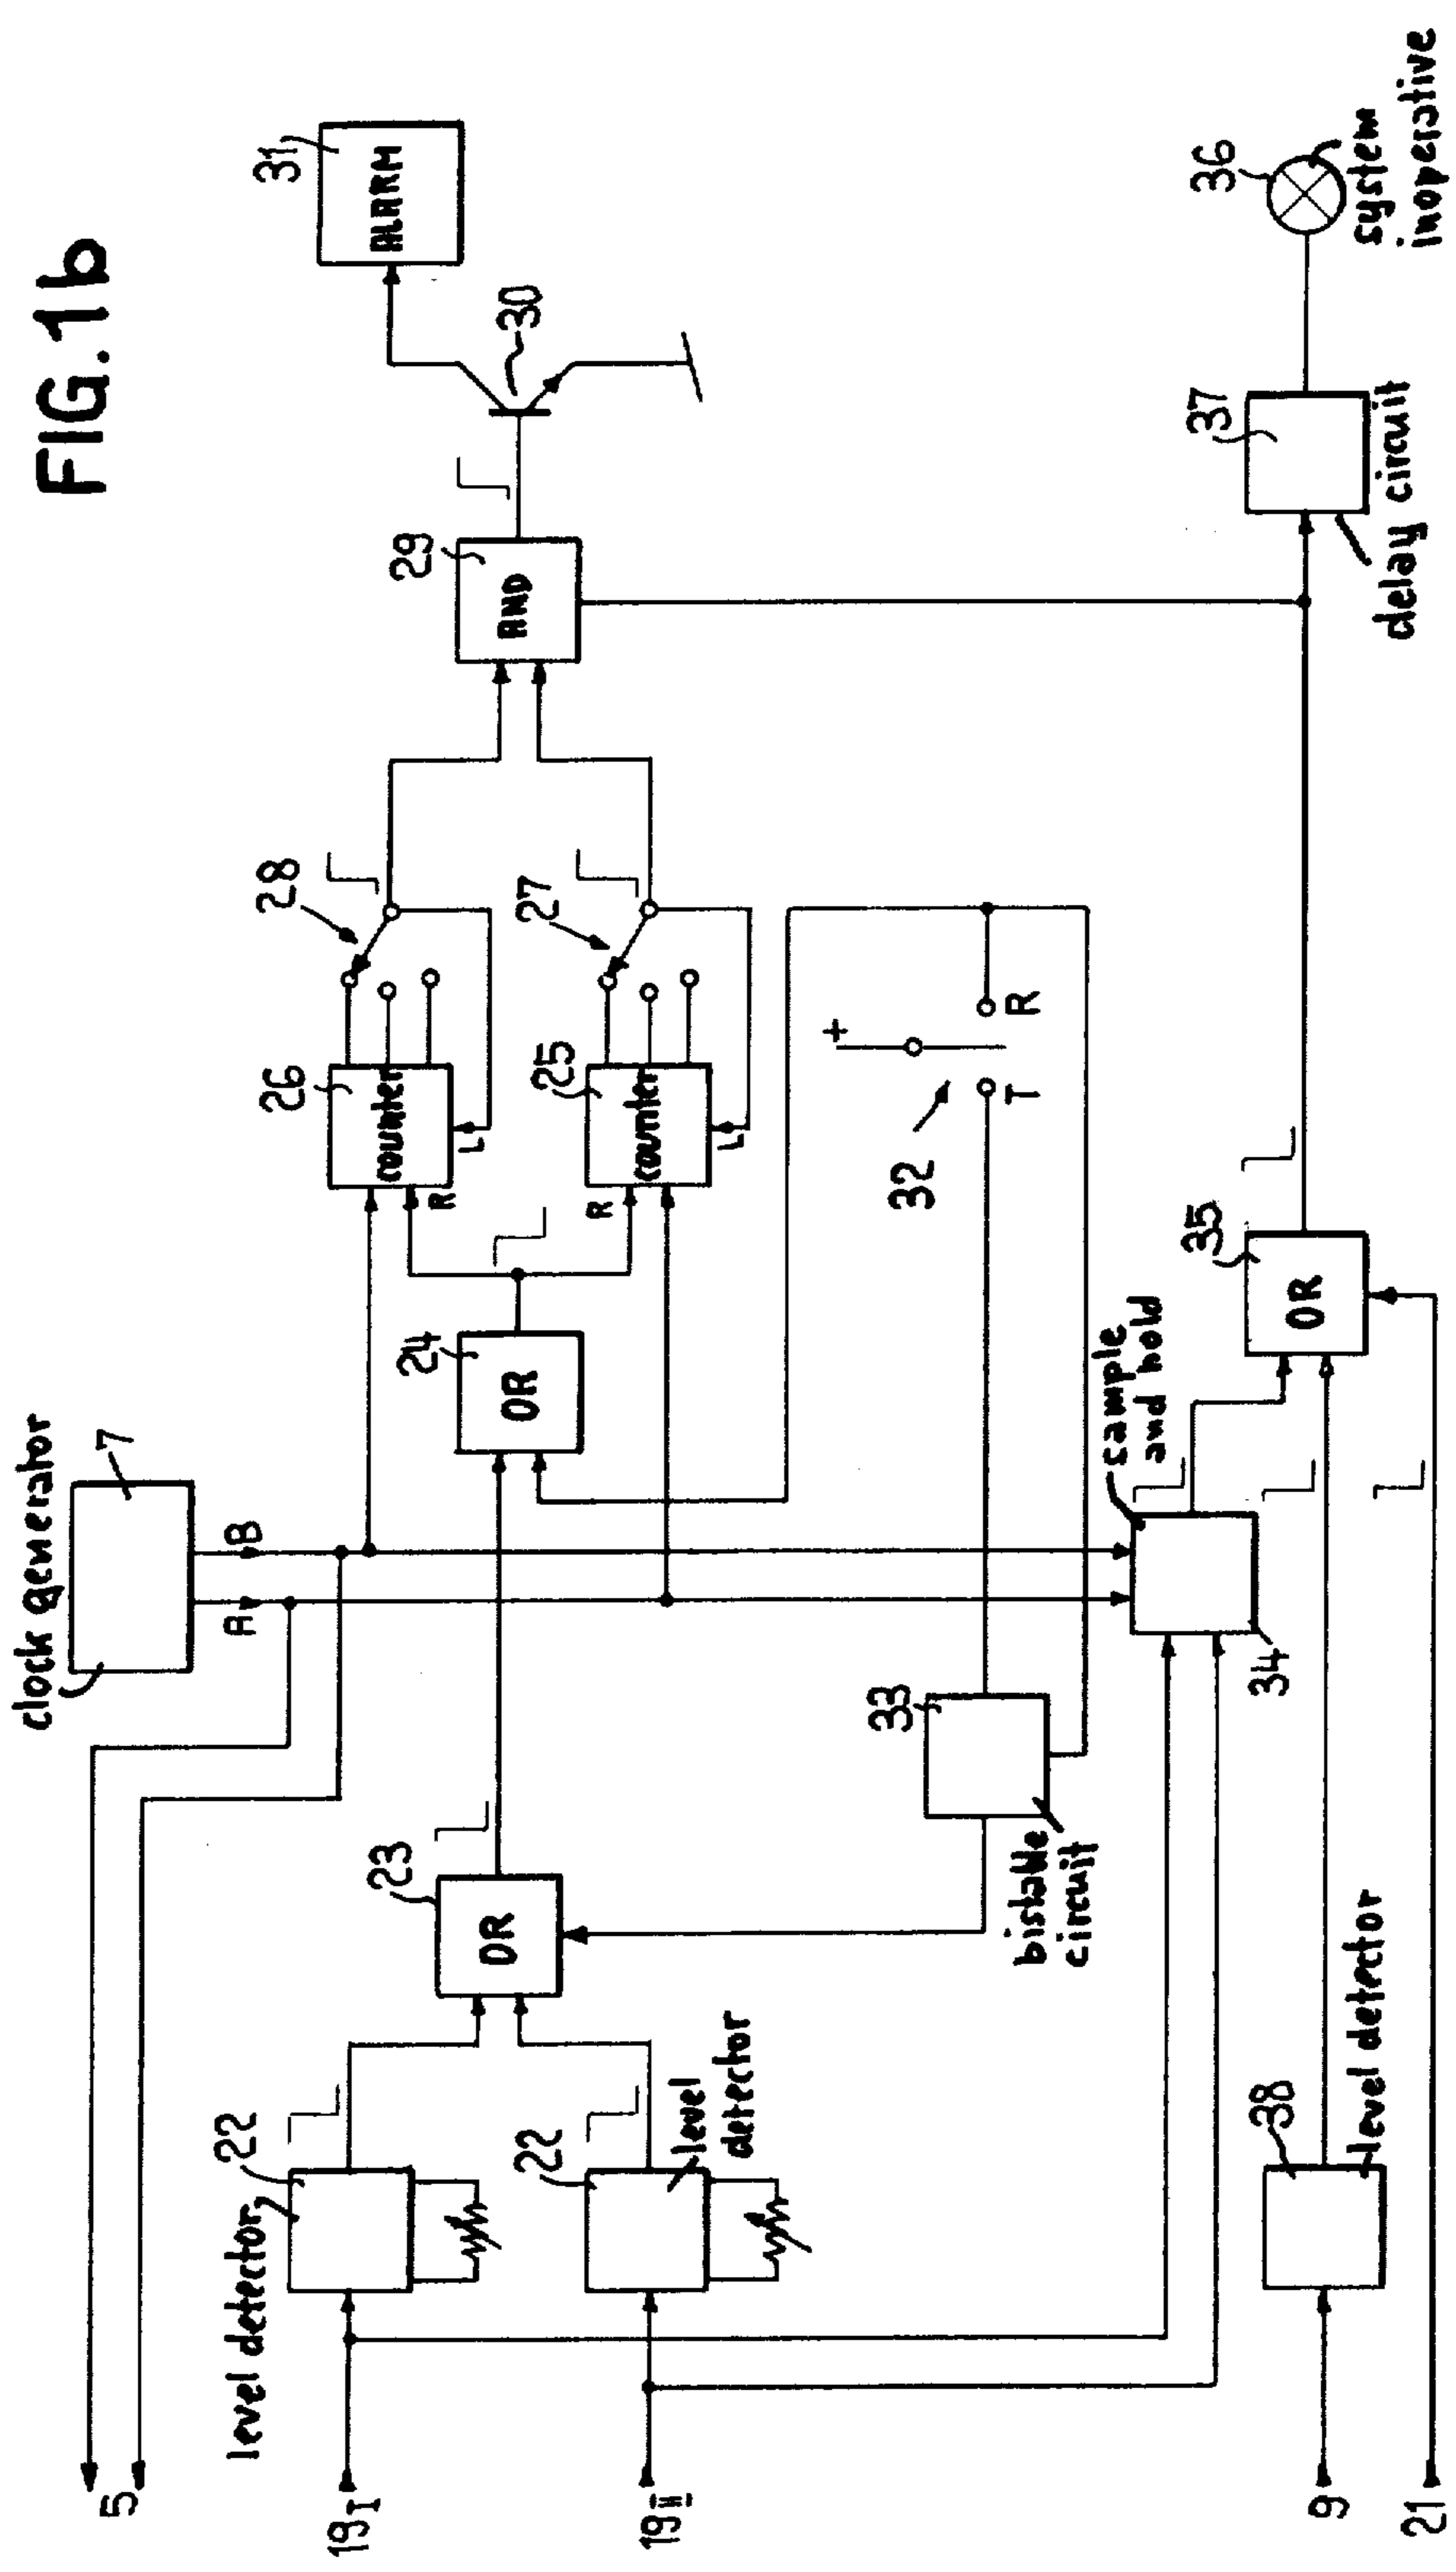 FIG.1b
clock generator
7
A
B
5
level detector
22
19I
22
level
detector
19II
23
OR
24
OR
R
R
26
counter
L
25
counter
L
28
27
29
AND
30
31
ALARM
32
+
T
R
33
bistable
circuit
sample
and hold
34
35
OR
37
delay circuit
36
system
inoperative
38
level detector
9
21